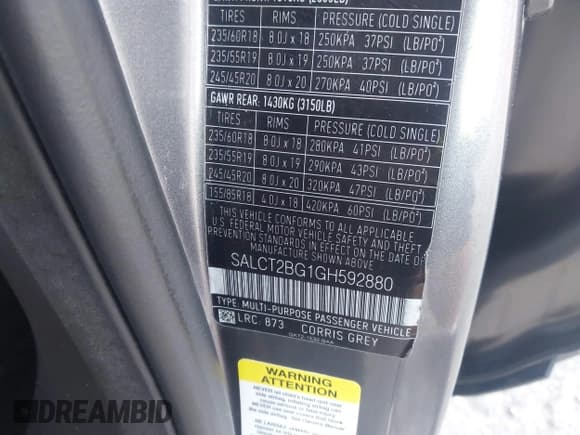 TIRES RIMS PRESSURE (COLD SINGLE)
235/60R18 8.0J x 18 250KPA 37PSI (LB/PO²)
235/55R19 8.0J x 19 250KPA 37PSI (LB/PO²)
245/45R20 8.0J x 20 270KPA 40PSI (LB/PO²)
GAWR REAR: 1430KG (3150LB)
TIRES RIMS PRESSURE (COLD SINGLE)
235/60R18 8.0J x 18 280KPA 41PSI (LB/PO²)
235/55R19 8.0J x 19 290KPA 43PSI (LB/PO²)
245/45R20 8.0J x 20 320KPA 47PSI (LB/PO²)
155/85R18 4.0J x 18 420KPA 60PSI (LB/PO²)
THIS VEHICLE CONFORMS TO ALL APPLICABLE
U.S. FEDERAL MOTOR VEHICLE SAFETY AND THEFT PREVENTION
STANDARDS IN EFFECT ON THE DATE OF
MANUFACTURE SHOWN ABOVE
SALCT2BG1GH592880
TYPE: MULTI-PURPOSE PASSENGER VEHICLE
LRC: 873 CORRIS GREY
WARNING
AVERTISSEMENT
DREAMBID